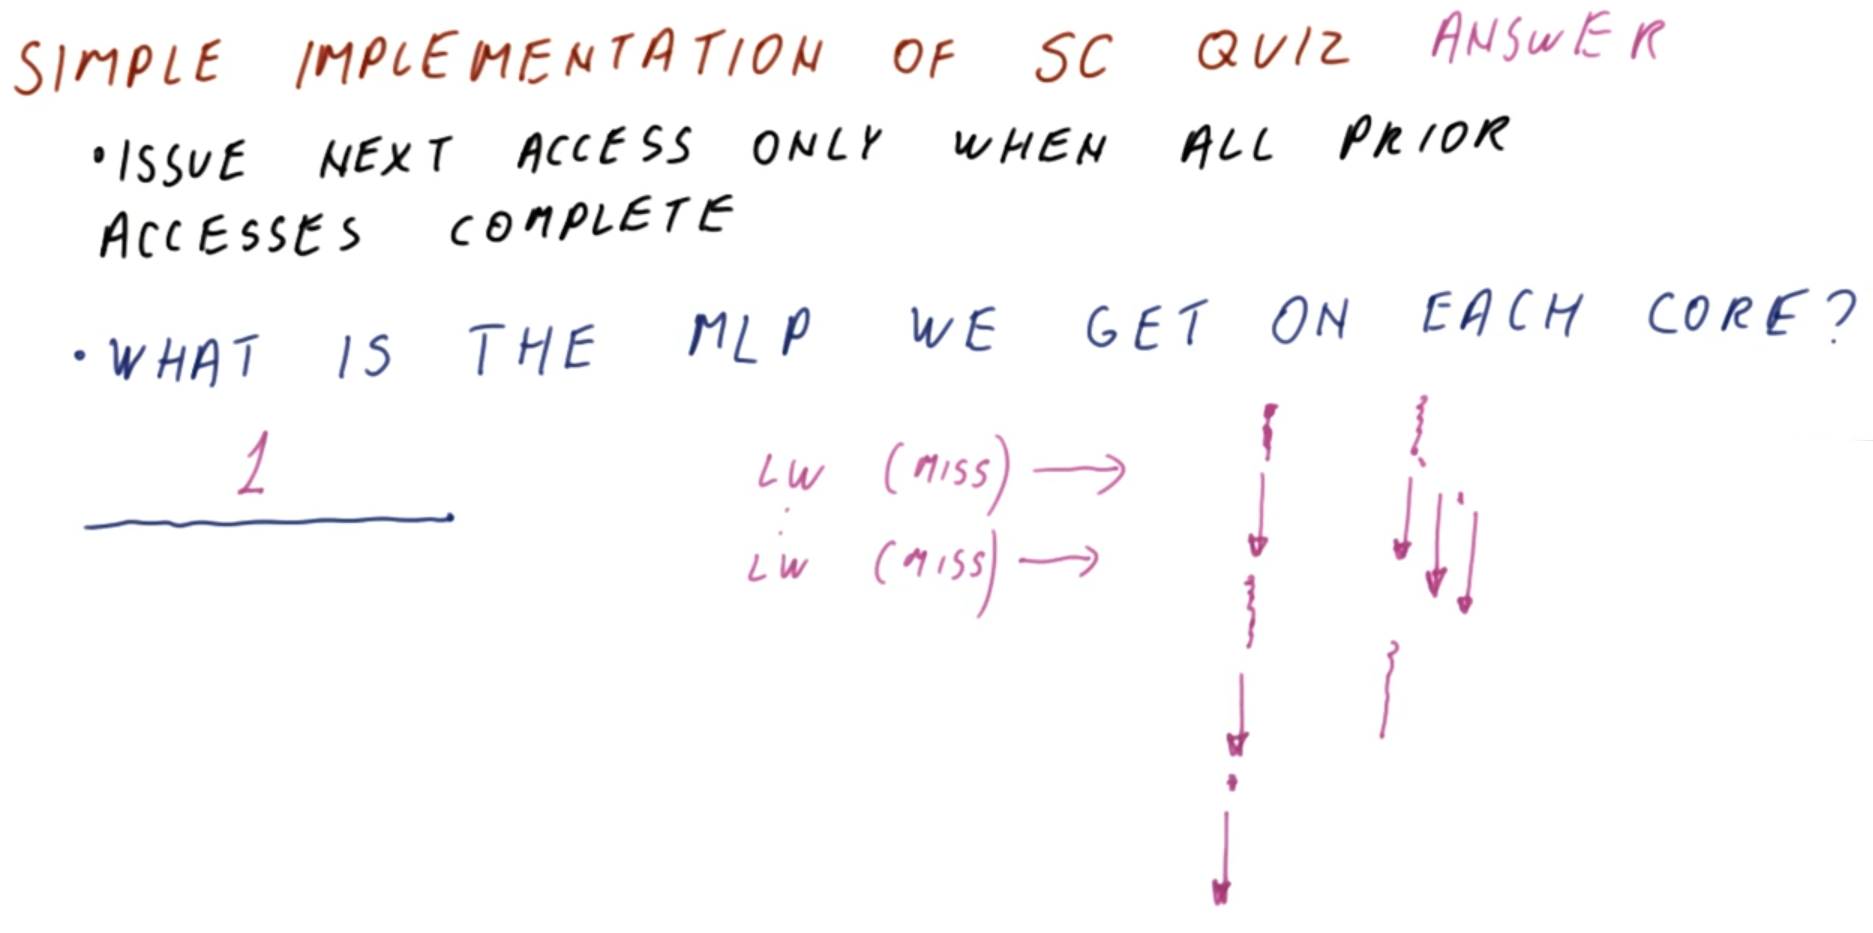 SIMPLE IMPLEMENTATION OF SC QUIZ ANSWER
•ISSUE NEXT ACCESS ONLY WHEN ALL PRIOR
ACCESSES COMPLETE
•WHAT IS THE MLP WE GET ON EACH CORE?
1
LW (MISS) →
LW (MISS) →